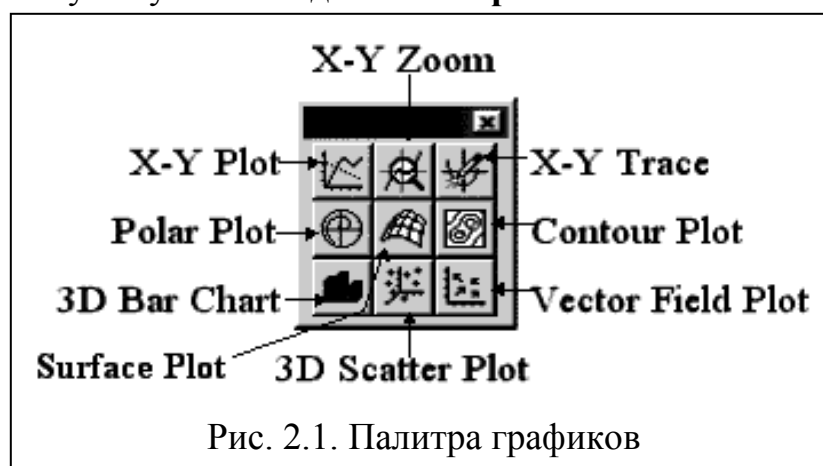 X-Y Zoom
X-Y Plot
X-Y Trace
Polar Plot
Contour Plot
3D Bar Chart
Vector Field Plot
Surface Plot
3D Scatter Plot
Рис. 2.1. Палитра графиков